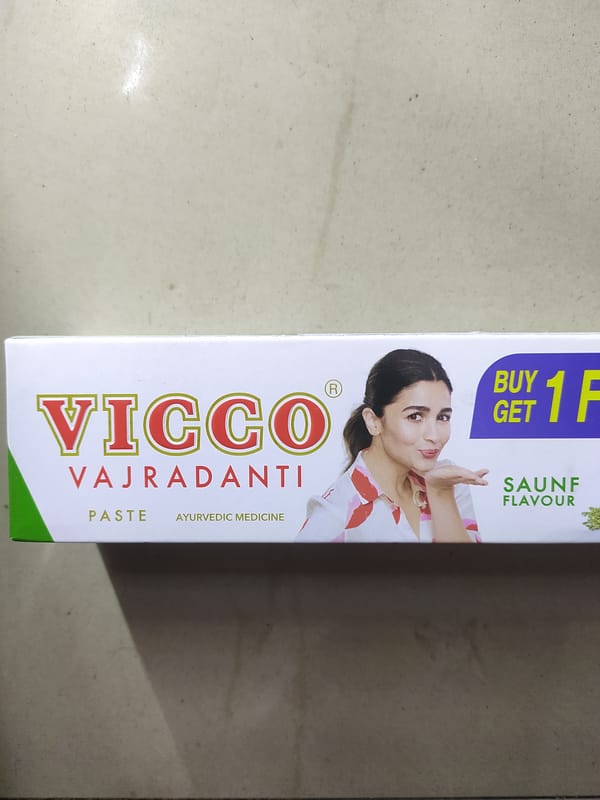 VICCO®
VAJRADANTI
PASTE AYURVEDIC MEDICINE
BUY
GET 1
SAUNF
FLAVOUR